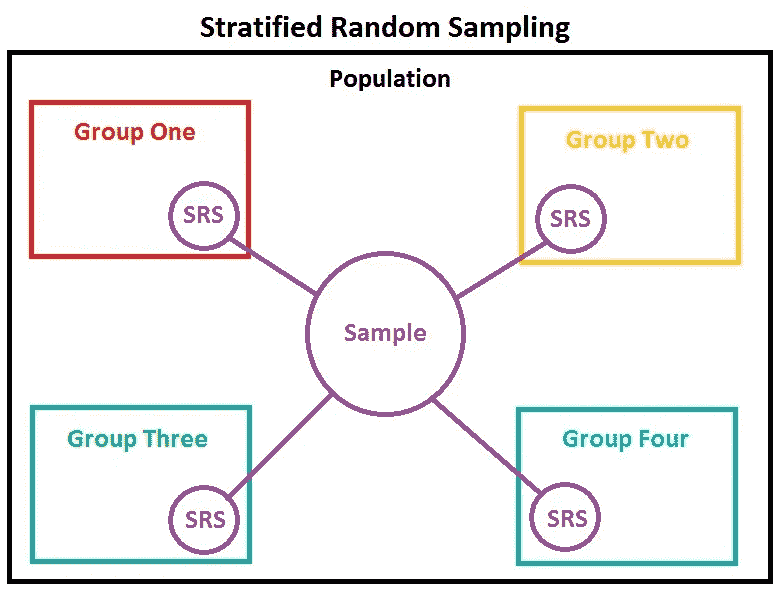 Stratified Random Sampling
Population
Group One
SRS
Group Two
SRS
Sample
Group Three
SRS
Group Four
SRS